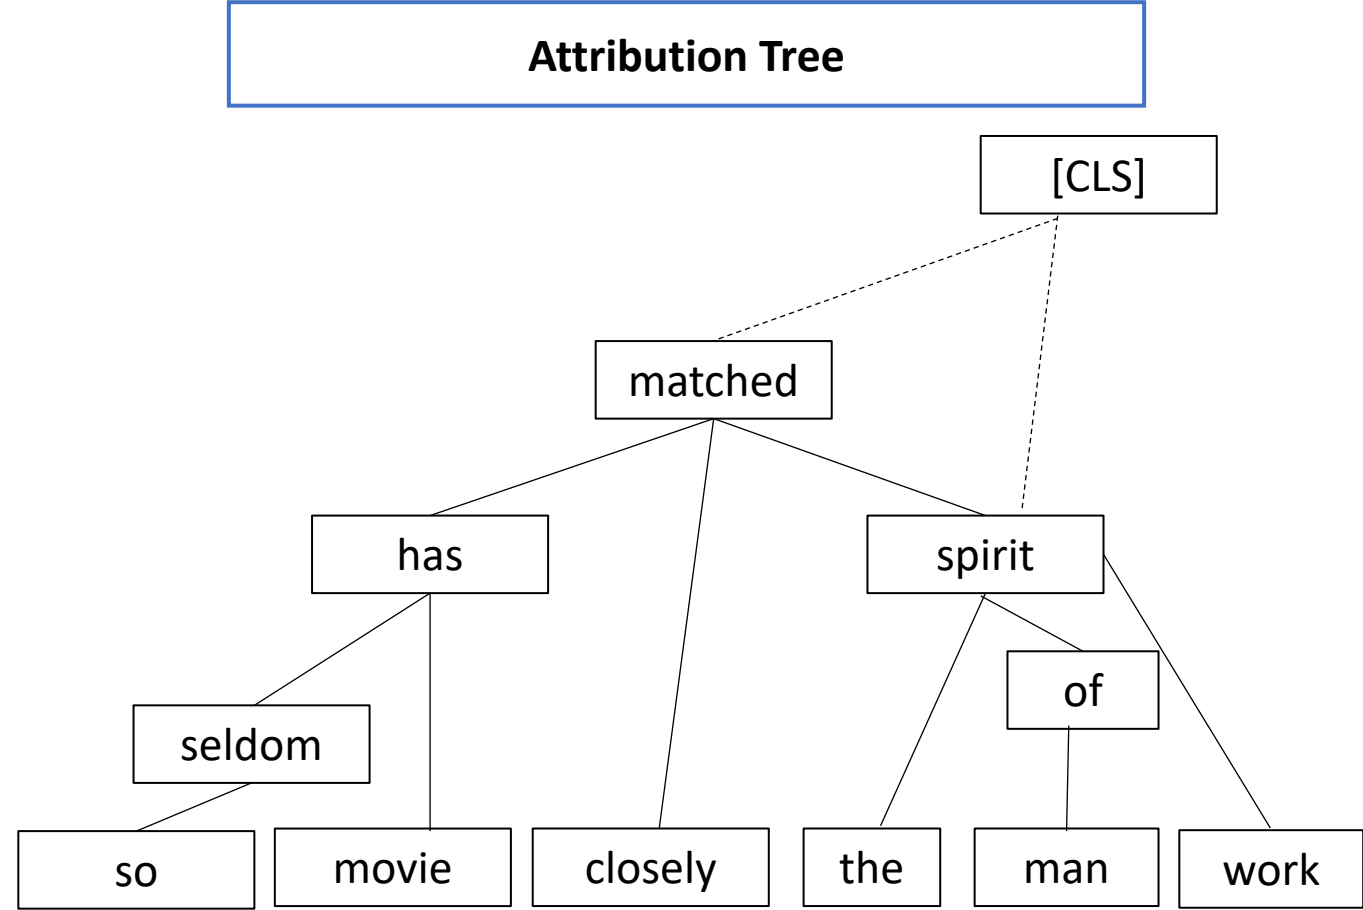 Attribution Tree
[CLS]
matched
has
spirit
of
seldom
so
movie
closely
the
man
work